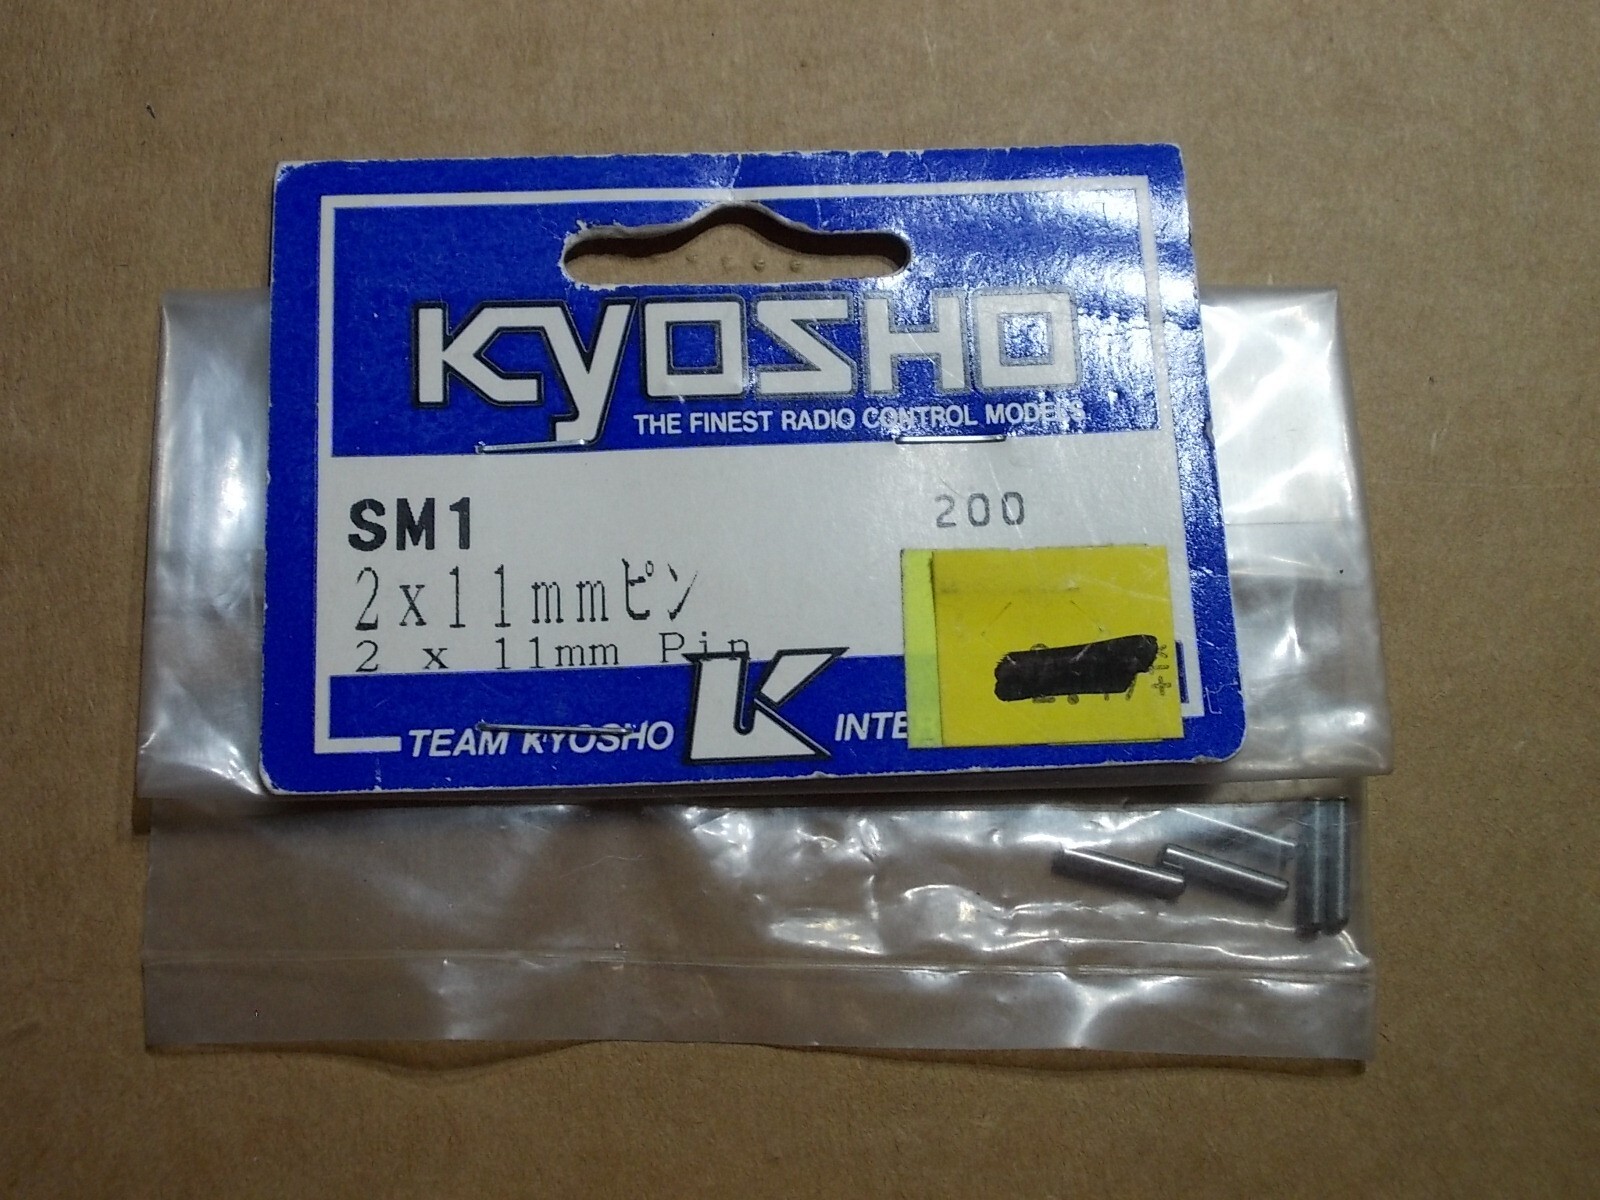 KYOSHO
THE FINEST RADIO CONTROL MODELS
SM1
200
2x11mmピン
2 x 11mm Pin
TEAM KYOSHO
K
INTE